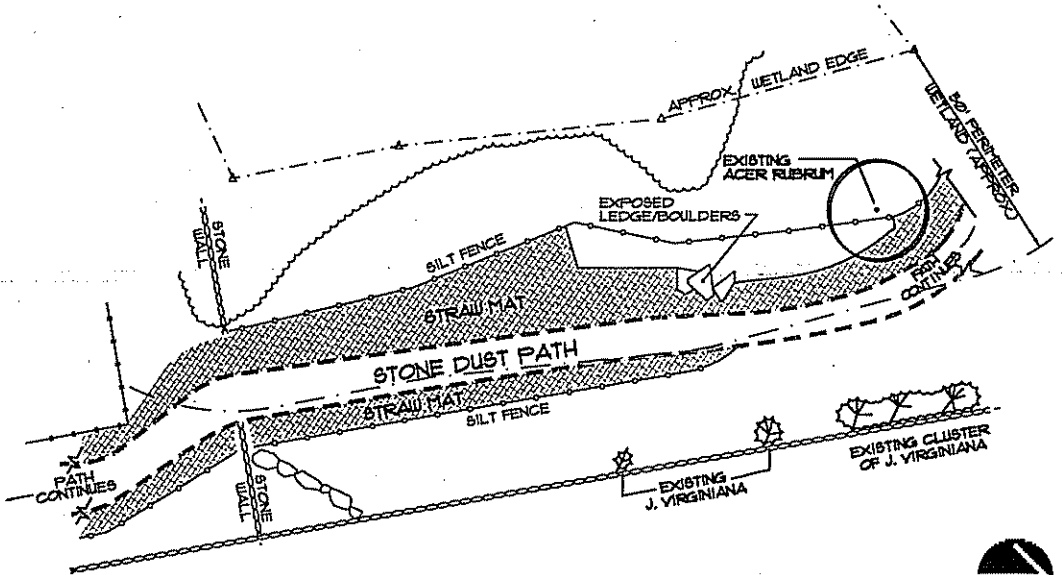 APPROX. WETLAND EDGE
50' PERIMETER
WETLAND (APPROX)
EXISTING
ACER RUBRUM
EXPOSED
LEDGE/BOULDERS
STONE
WALL
SILT FENCE
STRAW MAT
PATH
CONTINUES
STONE DUST PATH
STRAW MAT
SILT FENCE
PATH
CONTINUES
STONE
WALL
EXISTING
J. VIRGINIANA
EXISTING CLUSTER
OF J. VIRGINIANA